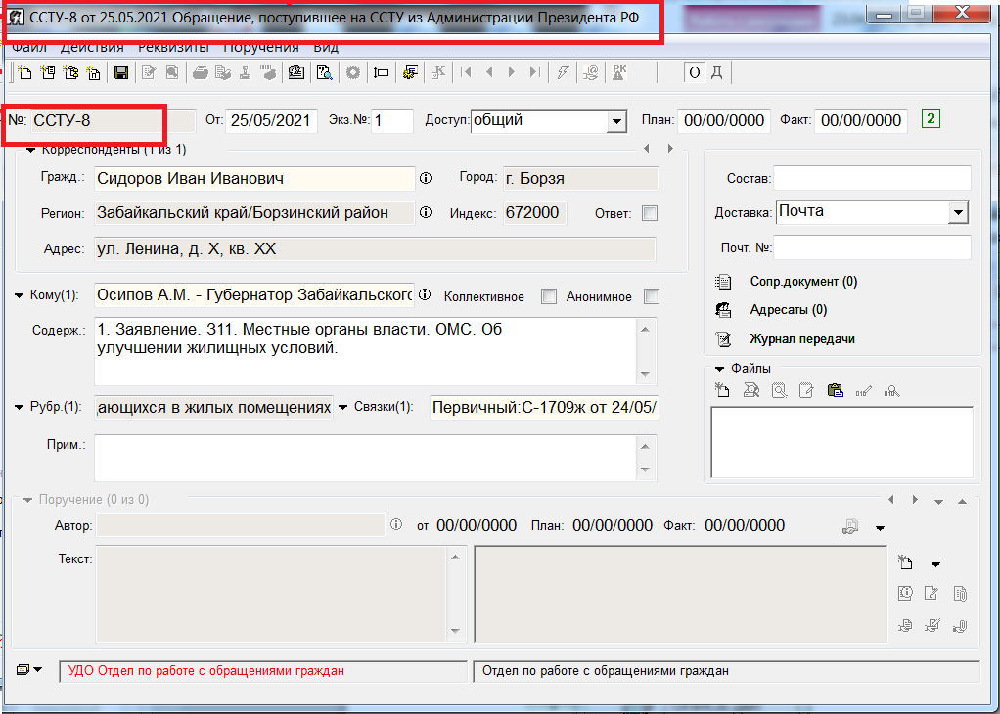 ССТУ-8 от 25.05.2021 Обращение, поступившее на ССТУ из Администрации Президента РФ
Файл Действия Реквизиты Поручения Вид
РК О Д
№: ССТУ-8 От: 25/05/2021 Экз.№: 1 Доступ: общий План: 00/00/0000 Факт: 00/00/0000 2
Корреспонденты (1 из 1)
Гражд.: Сидоров Иван Иванович Город: г. Борзя
Регион: Забайкальский край/Борзинский район Индекс: 672000 Ответ:
Адрес: ул. Ленина, д. Х, кв. ХХ
Состав:
Доставка: Почта
Почт. №:
Сопр.документ (0)
Адресаты (0)
Журнал передачи
Кому(1): Осипов А.М. - Губернатор Забайкальског Коллективное Анонимное
Содерж.: 1. Заявление. 311. Местные органы власти. ОМС. Об
улучшении жилищных условий.
Файлы
Рубр.(1): ающихся в жилых помещениях Связки(1): Первичный:С-1709ж от 24/05/
Прим.:
Поручение (0 из 0)
Автор: от 00/00/0000 План: 00/00/0000 Факт: 00/00/0000
Текст:
УДО Отдел по работе с обращениями граждан Отдел по работе с обращениями граждан